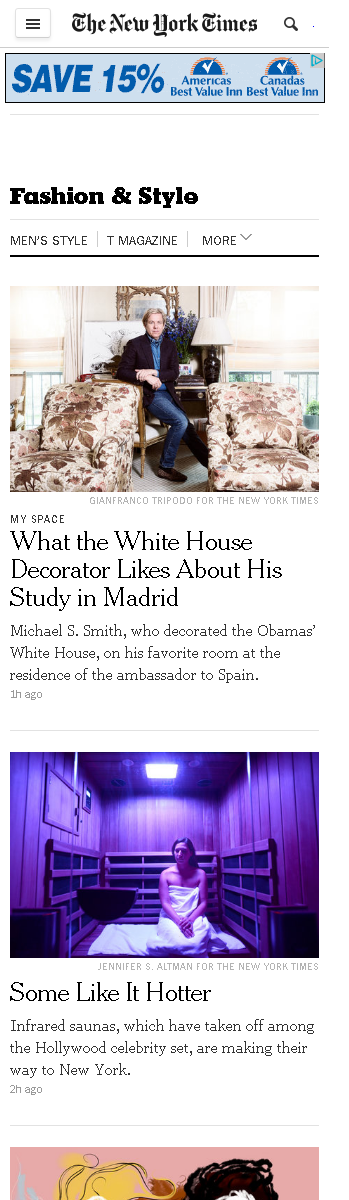 The New York Times
SAVE 15%
Americas
Best Value Inn
Canadas
Best Value Inn
Fashion & Style
MEN'S STYLE
T MAGAZINE
MORE
GIANFRANCO TRIPODO FOR THE NEW YORK TIMES
MY SPACE
What the White House
Decorator Likes About His
Study in Madrid
Michael S. Smith, who decorated the Obamas'
White House, on his favorite room at the
residence of the ambassador to Spain.
1h ago
JENNIFER S. ALTMAN FOR THE NEW YORK TIMES
Some Like It Hotter
Infrared saunas, which have taken off among
the Hollywood celebrity set, are making their
way to New York.
2h ago